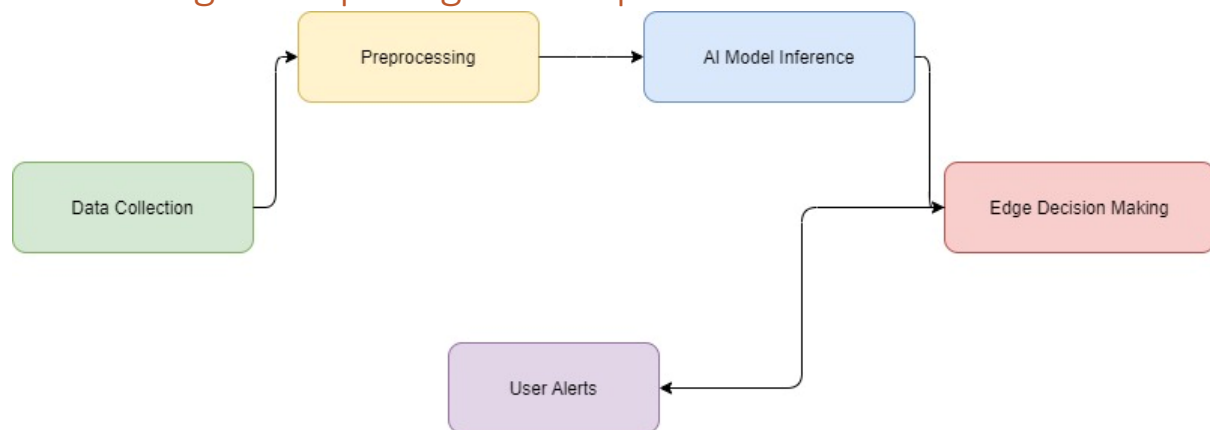 Preprocessing
AI Model Inference
Data Collection
Edge Decision Making
User Alerts